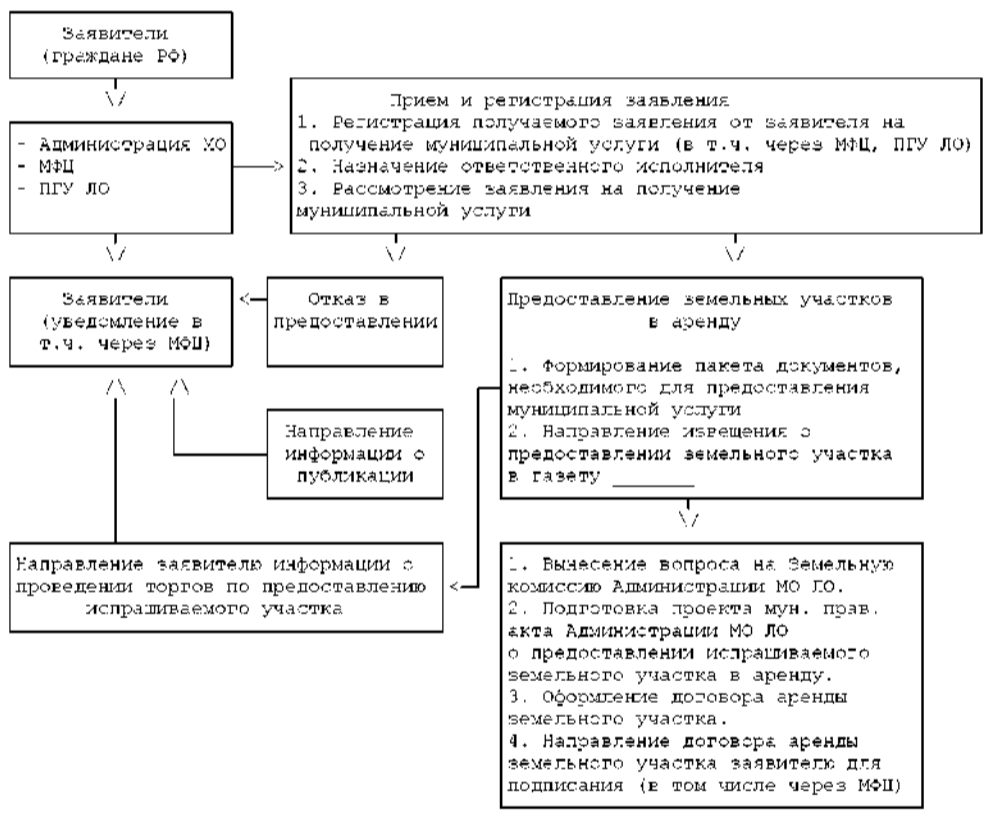 Заявители
(граждане РФ)
- Администрация МО
- МФЦ
- ПГУ ЛО
Прием и регистрация заявления
1. Регистрация получаемого заявления от заявителя на
получение муниципальной услуги (в т.ч. через МФЦ, ПГУ ЛО)
2. Назначение ответственного исполнителя
3. Рассмотрение заявления на получение
муниципальной услуги
Заявители
(уведомление в
т.ч. через МФЦ)
Отказ в
предоставлении
Предоставление земельных участков
в аренду
1. Формирование пакета документов,
необходимого для предоставления
муниципальной услуги
2. Направление извещения о
предоставлении земельного участка
в газету ________
Направление
информации о
публикации
Направление заявителю информации о
проведении торгов по предоставлению
испрашиваемого участка
1. Вынесение вопроса на Земельную
комиссию Администрации МО ЛО.
2. Подготовка проекта мун. прав.
акта Администрации МО ЛО
о предоставлении испрашиваемого
земельного участка в аренду.
3. Оформление договора аренды
земельного участка.
4. Направление договора аренды
земельного участка заявителю для
подписания (в том числе через МФЦ)